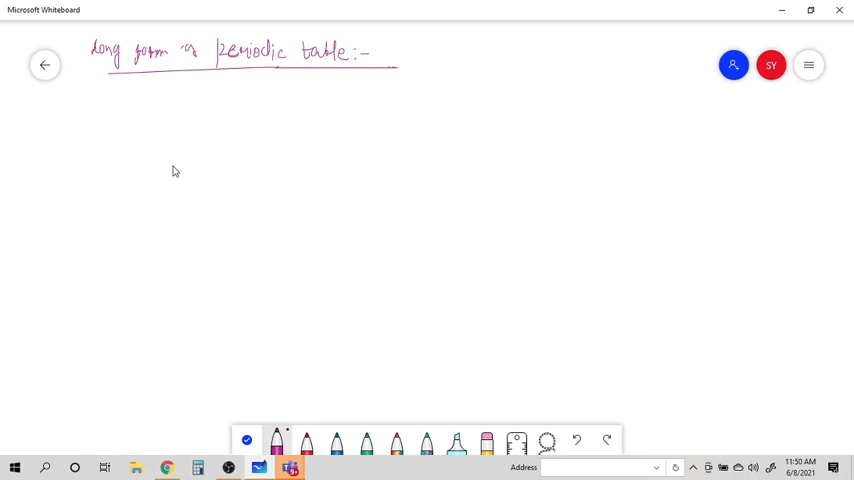 Microsoft Whiteboard
Long form of Periodic table:-
SY
Address
11:50 AM
6/8/2021